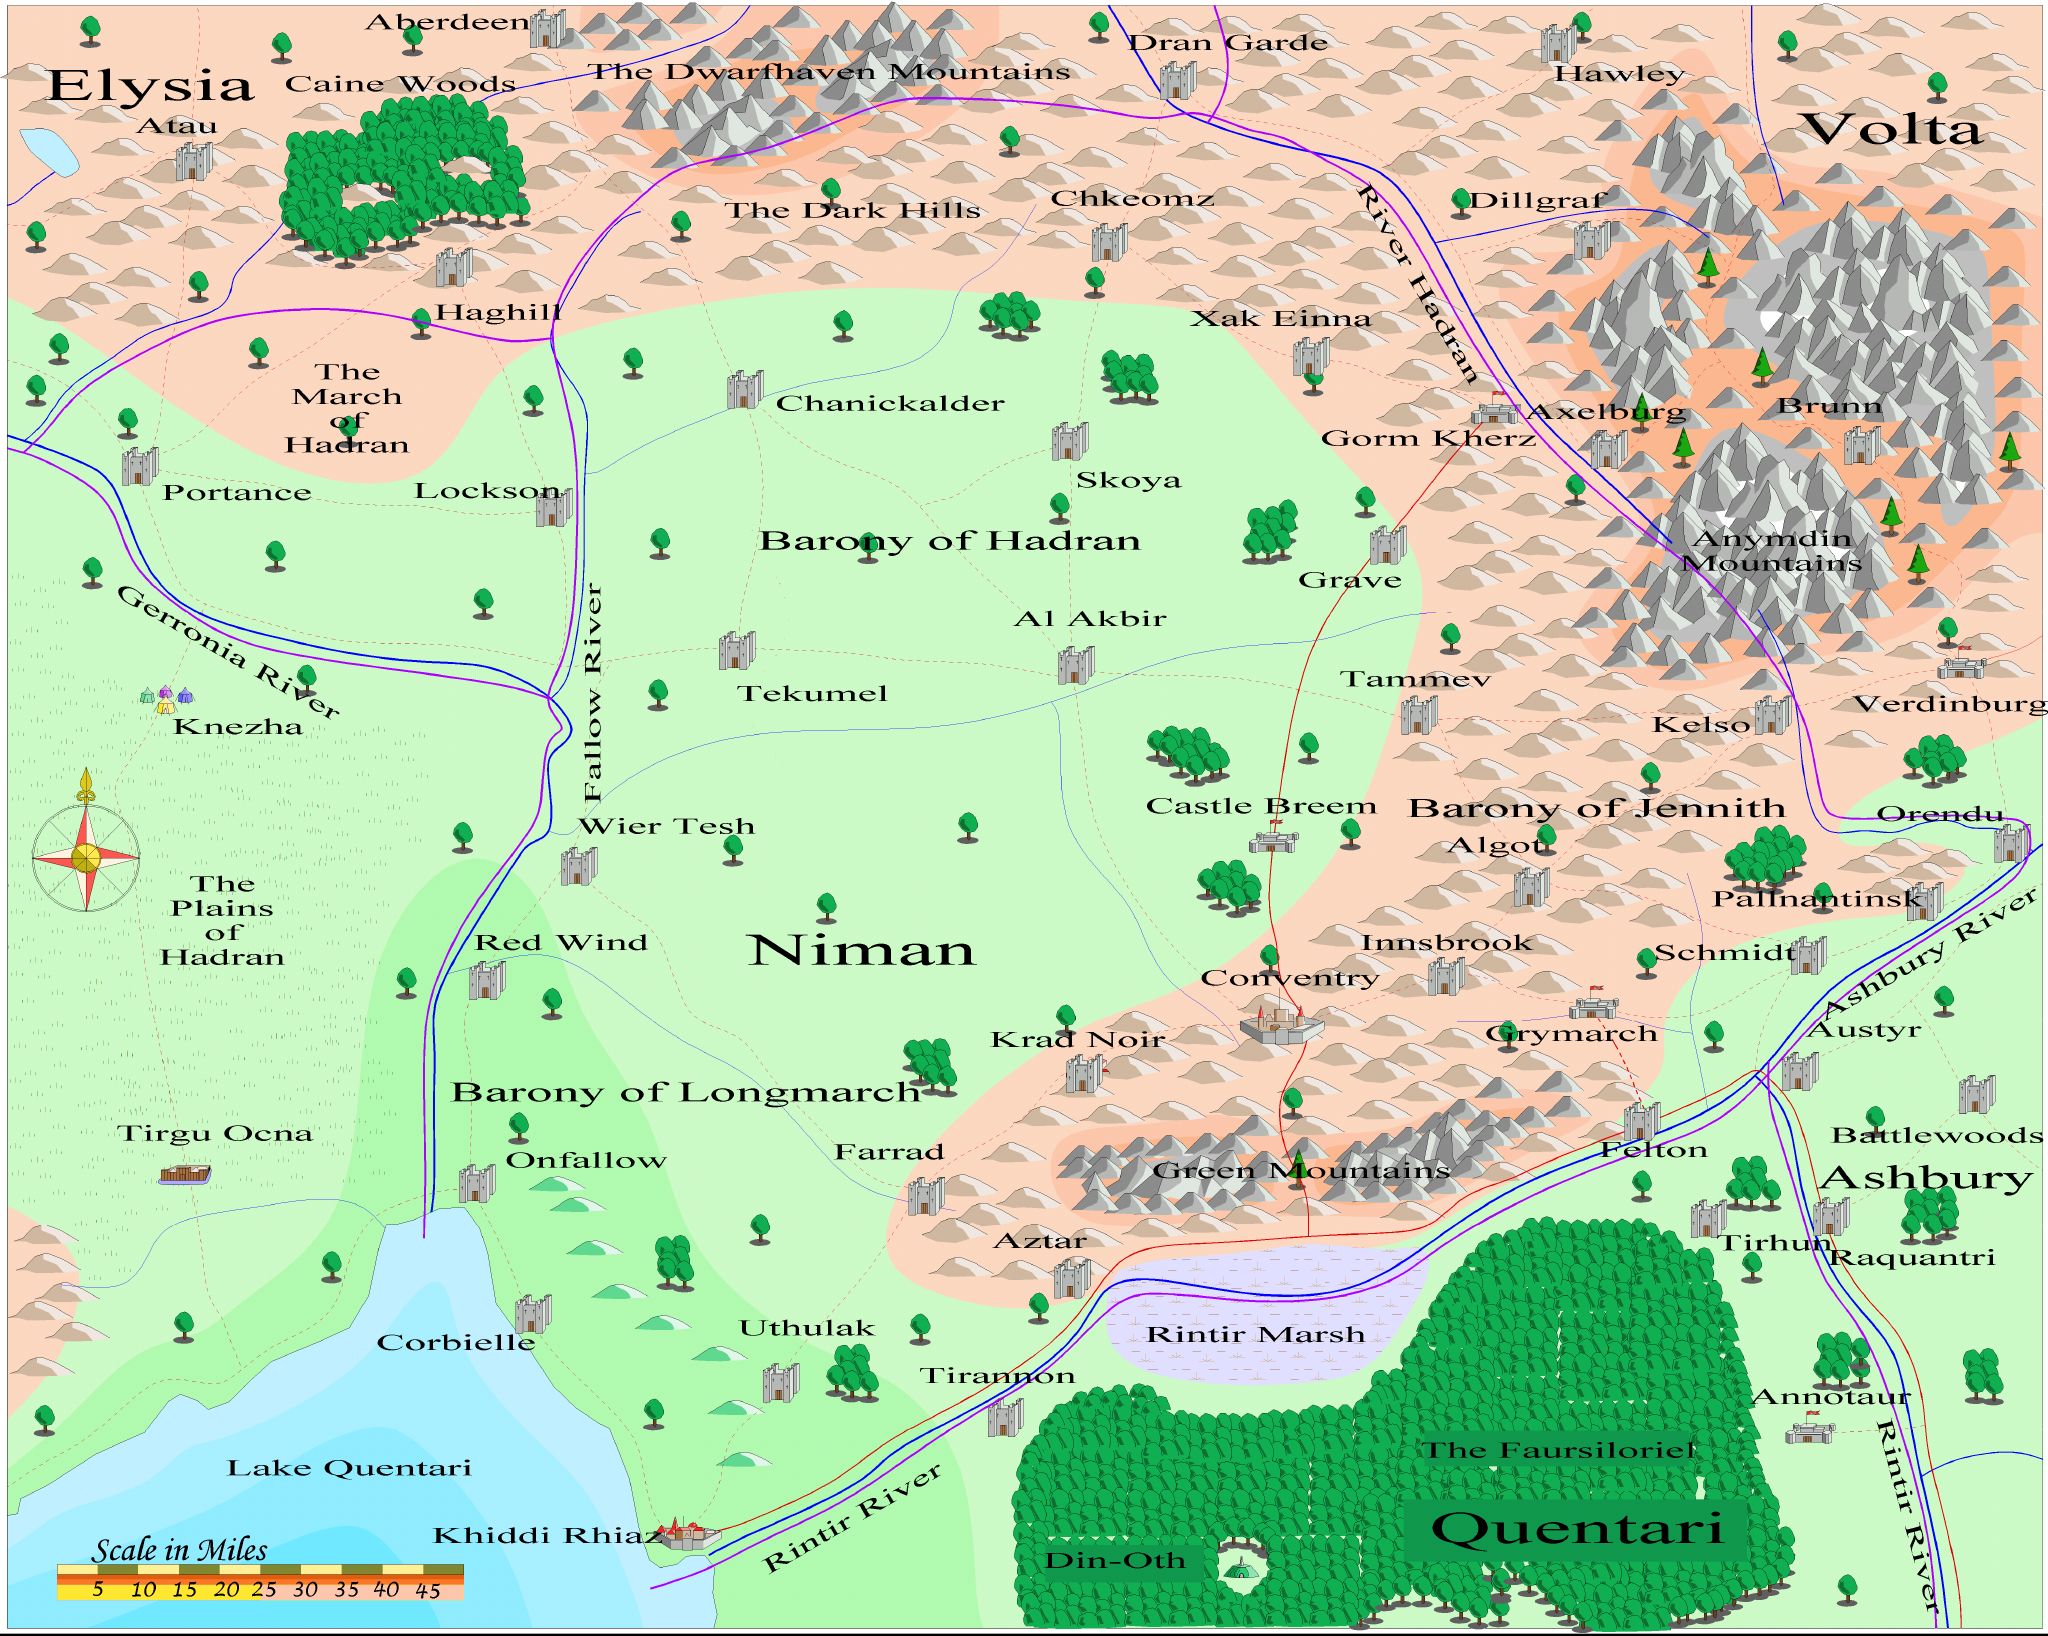 Aberdeen
Dran Garde
Elysia
Caine Woods
The Dwarfhaven Mountains
Hawley
Atau
Volta
Chkeomz
Dillgraf
The Dark Hills
River Hadran
Haghill
Xak Einna
The
March
of
Hadran
Chanickalder
Axelburg
Brunn
Gorm Kherz
Portance
Lockson
Skoya
Barony of Hadran
Anymdin
Mountains
Grave
Gerronia River
Fallow River
Al Akbir
Tekumel
Tammev
Knezha
Kelso
Verdinburg
Castle Breem
Barony of Jennith
Orendu
Wier Tesh
Algot
The
Plains
of
Hadran
Pallnantinsk
Red Wind
Niman
Innsbrook
Schmidt
Ashbury River
Conventry
Krad Noir
Grymarch
Austyr
Barony of Longmarch
Tirgu Ocna
Onfallow
Farrad
Green Mountains
Felton
Battlewoods
Ashbury
Aztar
Tirhun
Raquantri
Corbielle
Uthulak
Rintir Marsh
Tirannon
Annotaur
Lake Quentari
The Faursiloriel
Rintir River
Khiddi Rhiaz
Rintir River
Quentari
Din-Oth
Scale in Miles
5 10 15 20 25 30 35 40 45